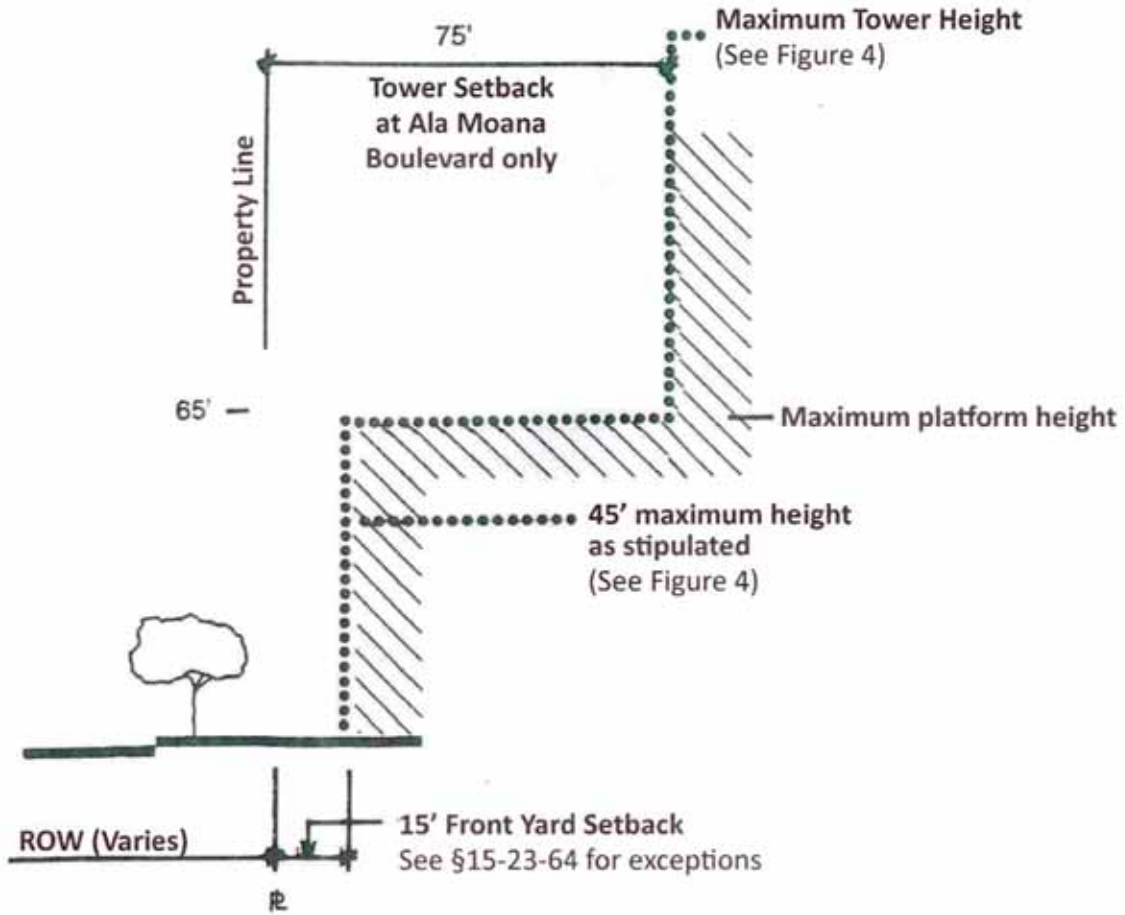 Maximum Tower Height
(See Figure 4)
75'
Tower Setback
at Ala Moana
Boulevard only
Property Line
65'
Maximum platform height
45' maximum height
as stipulated
(See Figure 4)
ROW (Varies)
15' Front Yard Setback
See §15-23-64 for exceptions
PL